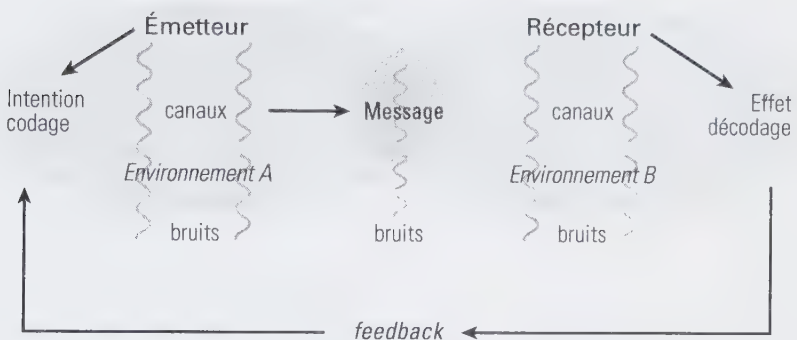 Émetteur
Récepteur
Intention
codage
canaux
Message
canaux
Effet
décodage
Environnement A
Environnement B
bruits
bruits
bruits
feedback